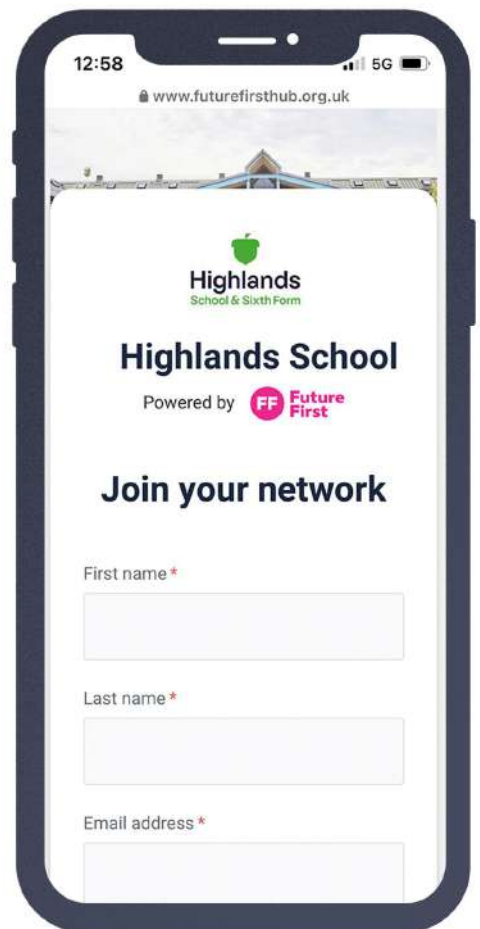 12:58
5G
www.futurefirsthub.org.uk
Highlands
School & Sixth Form
Highlands School
Powered by FF Future First
Join your network
First name *
Last name *
Email address *